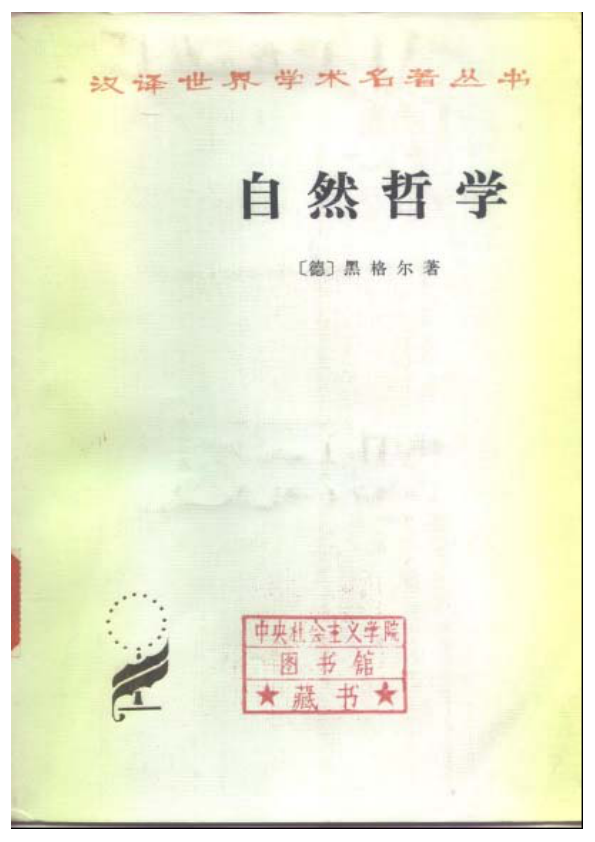 汉译世界学术名著丛书
自然哲学
〔德〕黑格尔著
中央社会主义学院
图书馆
★藏书★